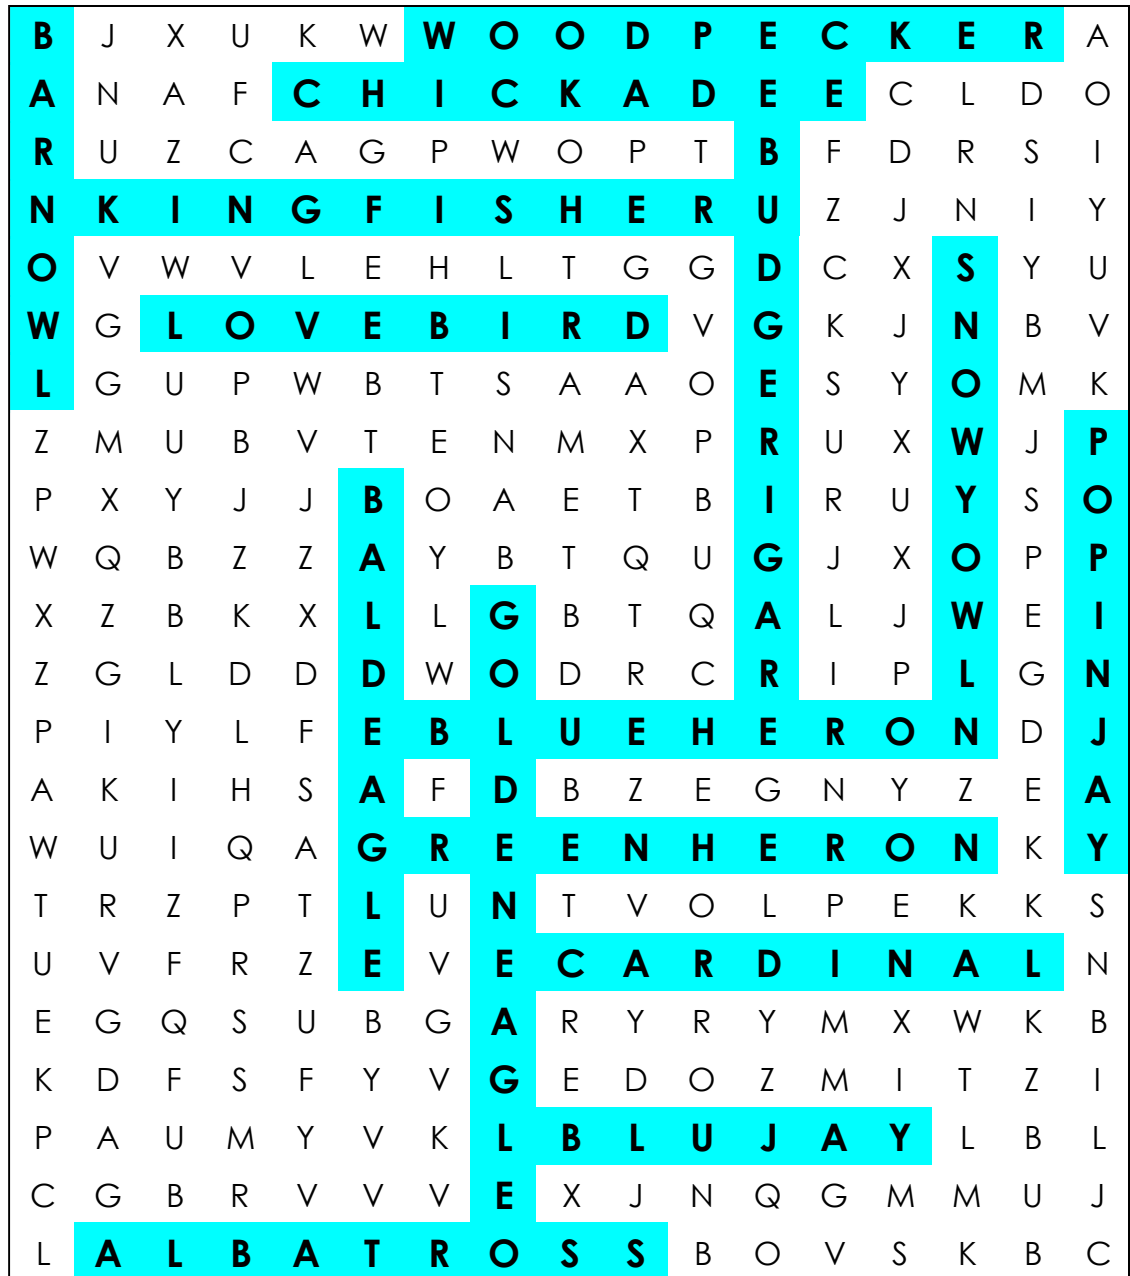 B J X U K W W O O D P E C K E R A
A N A F C H I C K A D E E C L D O
R U Z C A G P W O P T B F D R S I
N K I N G F I S H E R U Z J N I Y
O V W V L E H L T G G D C X S Y U
W G L O V E B I R D V G K J N B V
L G U P W B T S A A O E S Y O M K
Z M U B V T E N M X P R U X W J P
P X Y J J B O A E T B I R U Y S O
W Q B Z Z A Y B T Q U G J X O P P
X Z B K X L L G B T Q A L J W E I
Z G L D D D W O D R C R I P L G N
P I Y L F E B L U E H E R O N D J
A K I H S A F D B Z E G N Y Z E A
W U I Q A G R E E N H E R O N K Y
T R Z P T L U N T V O L P E K K S
U V F R Z E V E C A R D I N A L N
E G Q S U B G A R Y R Y M X W K B
K D F S F Y V G E D O Z M I T Z I
P A U M Y V K L B L U J A Y L B L
C G B R V V V E X J N Q G M M U J
L A L B A T R O S S B O V S K B C